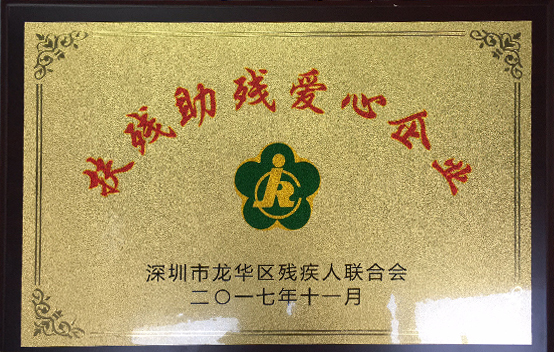 扶残助残爱心企业
深圳市龙华区残疾人联合会
二〇一七年十一月